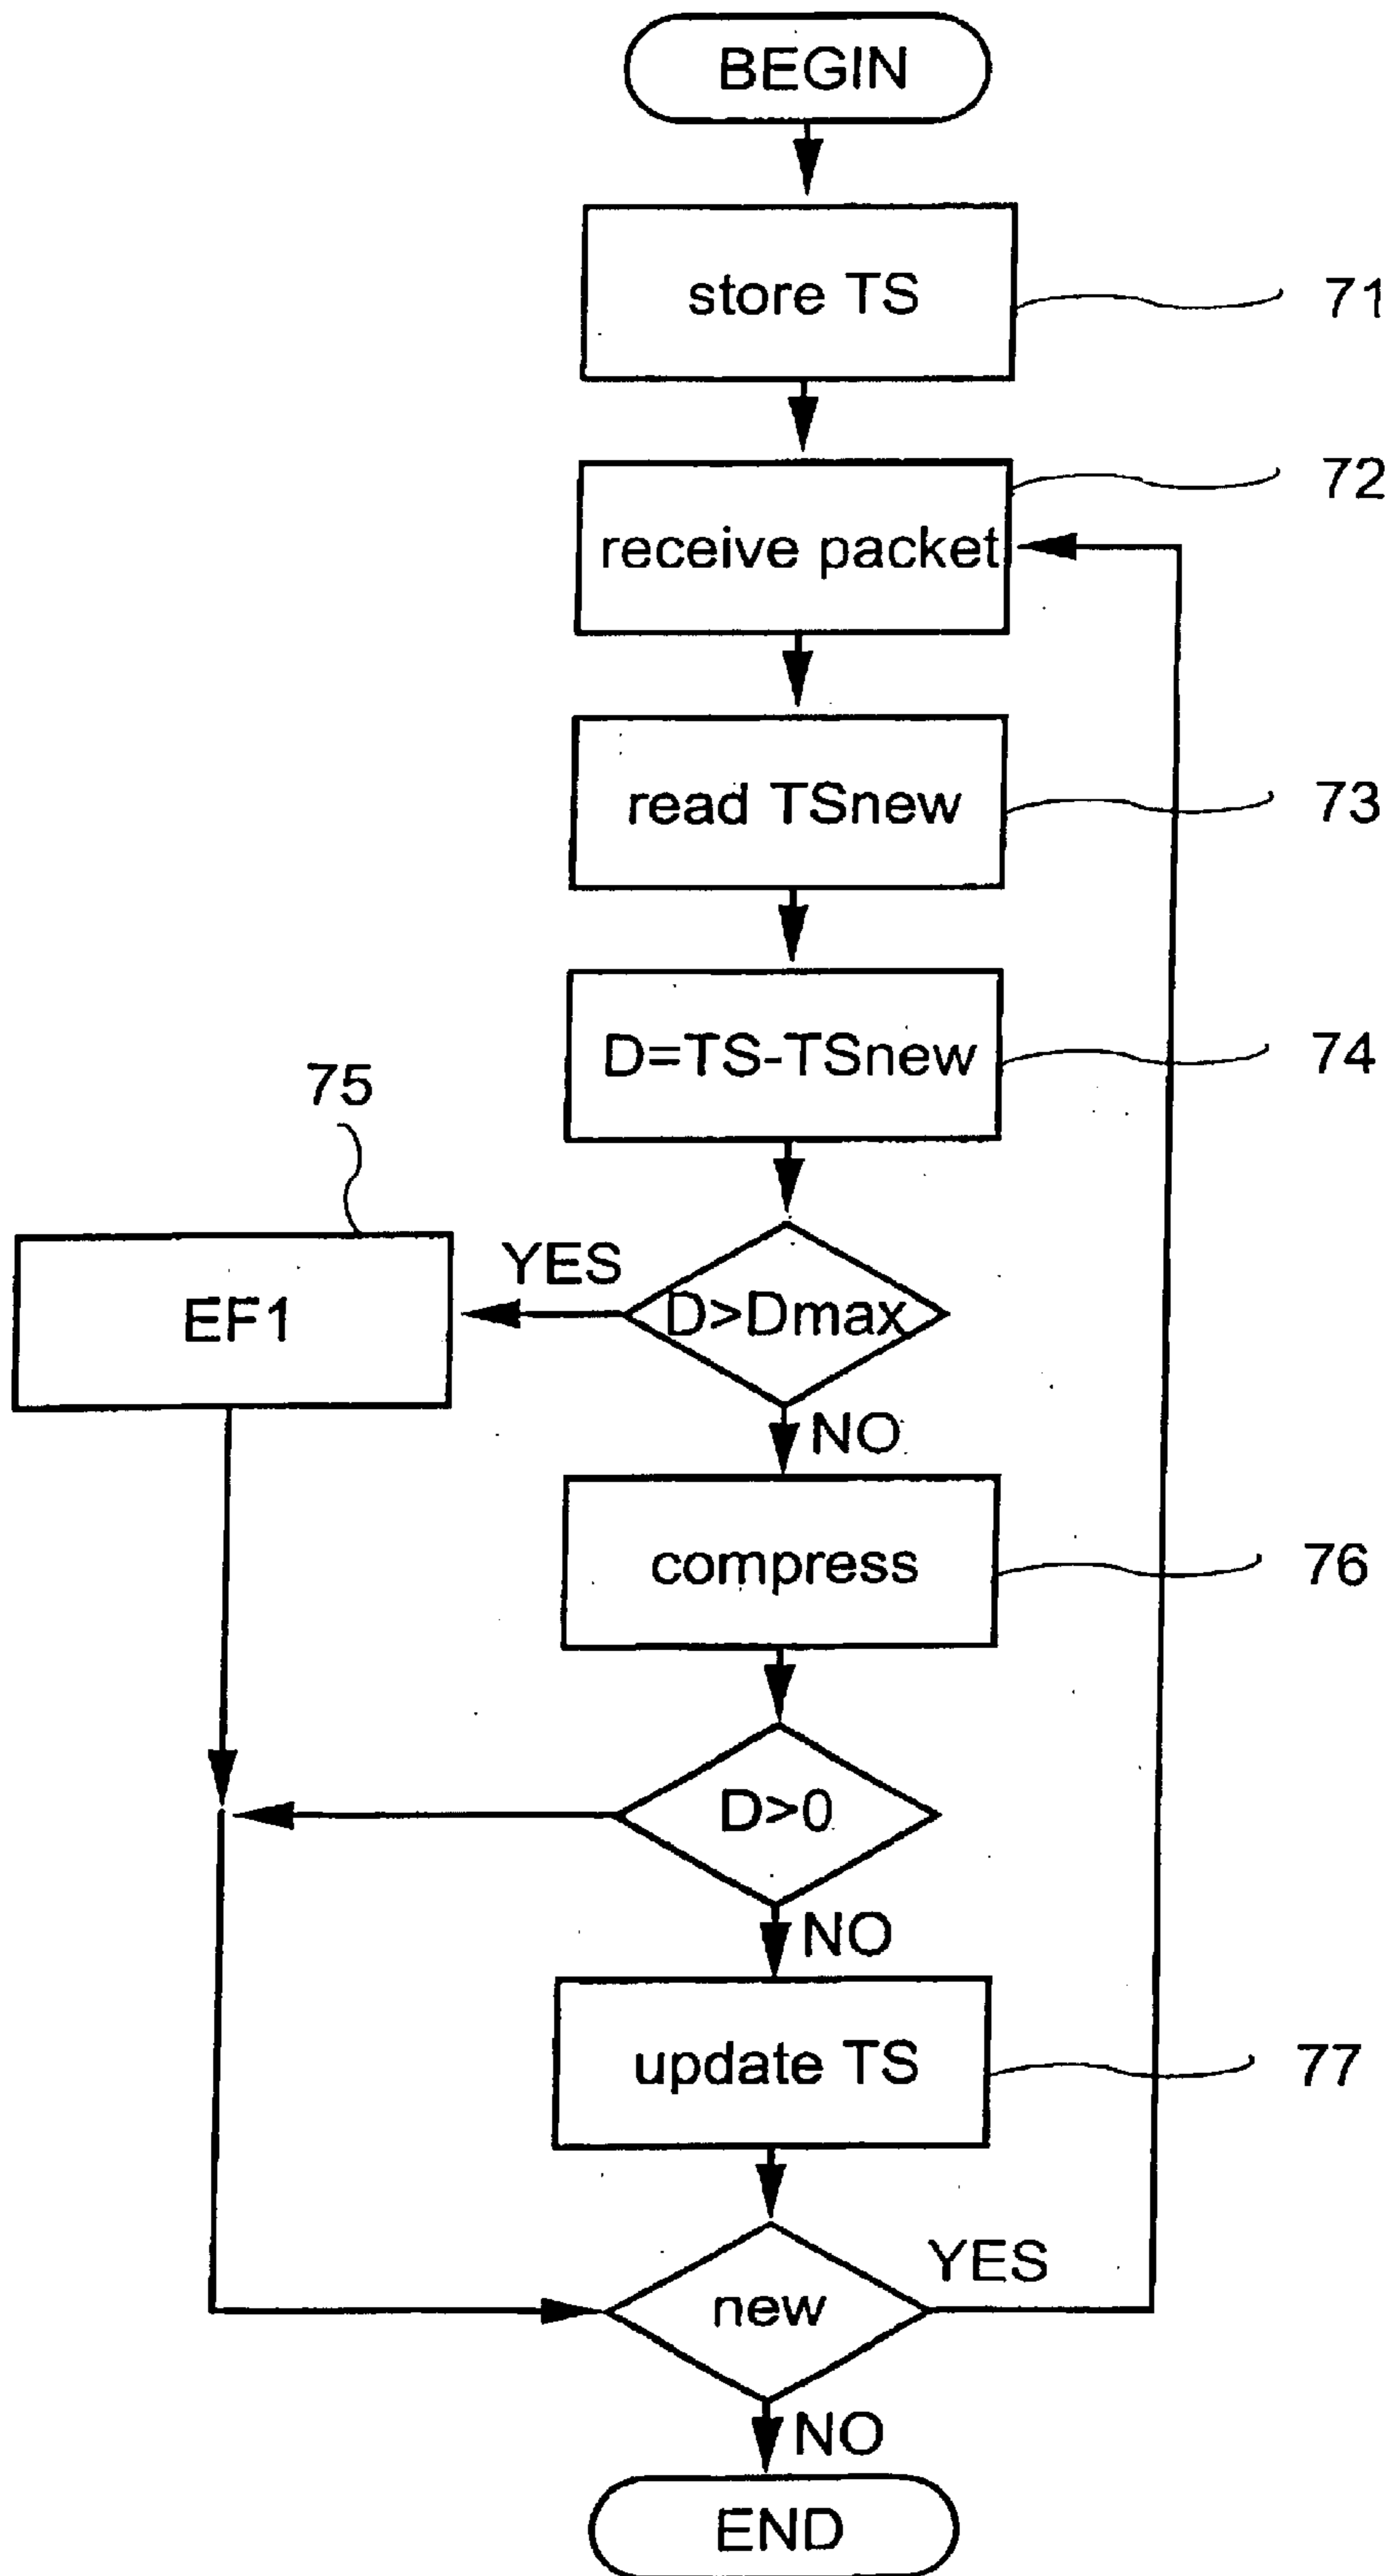 BEGIN
store TS
71
72
receive packet
read TSnew
73
D=TS-TSnew
74
75
YES
D>Dmax
EF1
NO
compress
76
D>0
NO
update TS
77
YES
new
NO
END